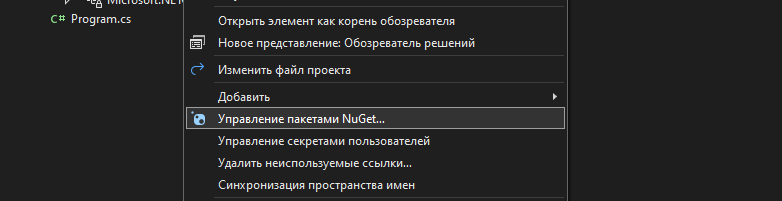 Microsoft.NE
C# Program.cs
Открыть элемент как корень обозревателя
Новое представление: Обозреватель решений
Изменить файл проекта
Добавить
Управление пакетами NuGet...
Управление секретами пользователей
Удалить неиспользуемые ссылки...
Синхронизация пространства имен